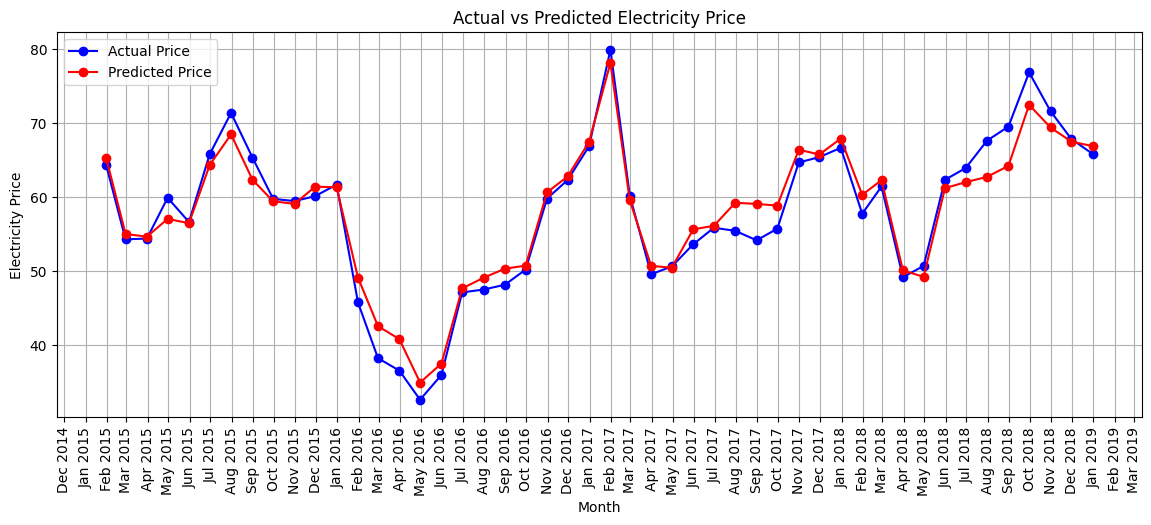 Actual vs Predicted Electricity Price
Actual Price
Predicted Price
Electricity Price
80
70
60
50
40
Dec 2014
Jan 2015
Feb 2015
Mar 2015
Apr 2015
May 2015
Jun 2015
Jul 2015
Aug 2015
Sep 2015
Oct 2015
Nov 2015
Dec 2015
Jan 2016
Feb 2016
Mar 2016
Apr 2016
May 2016
Jun 2016
Jul 2016
Aug 2016
Sep 2016
Oct 2016
Nov 2016
Dec 2016
Jan 2017
Feb 2017
Mar 2017
Apr 2017
May 2017
Jun 2017
Jul 2017
Aug 2017
Sep 2017
Oct 2017
Nov 2017
Dec 2017
Jan 2018
Feb 2018
Mar 2018
Apr 2018
May 2018
Jun 2018
Jul 2018
Aug 2018
Sep 2018
Oct 2018
Nov 2018
Dec 2018
Jan 2019
Feb 2019
Mar 2019
Month